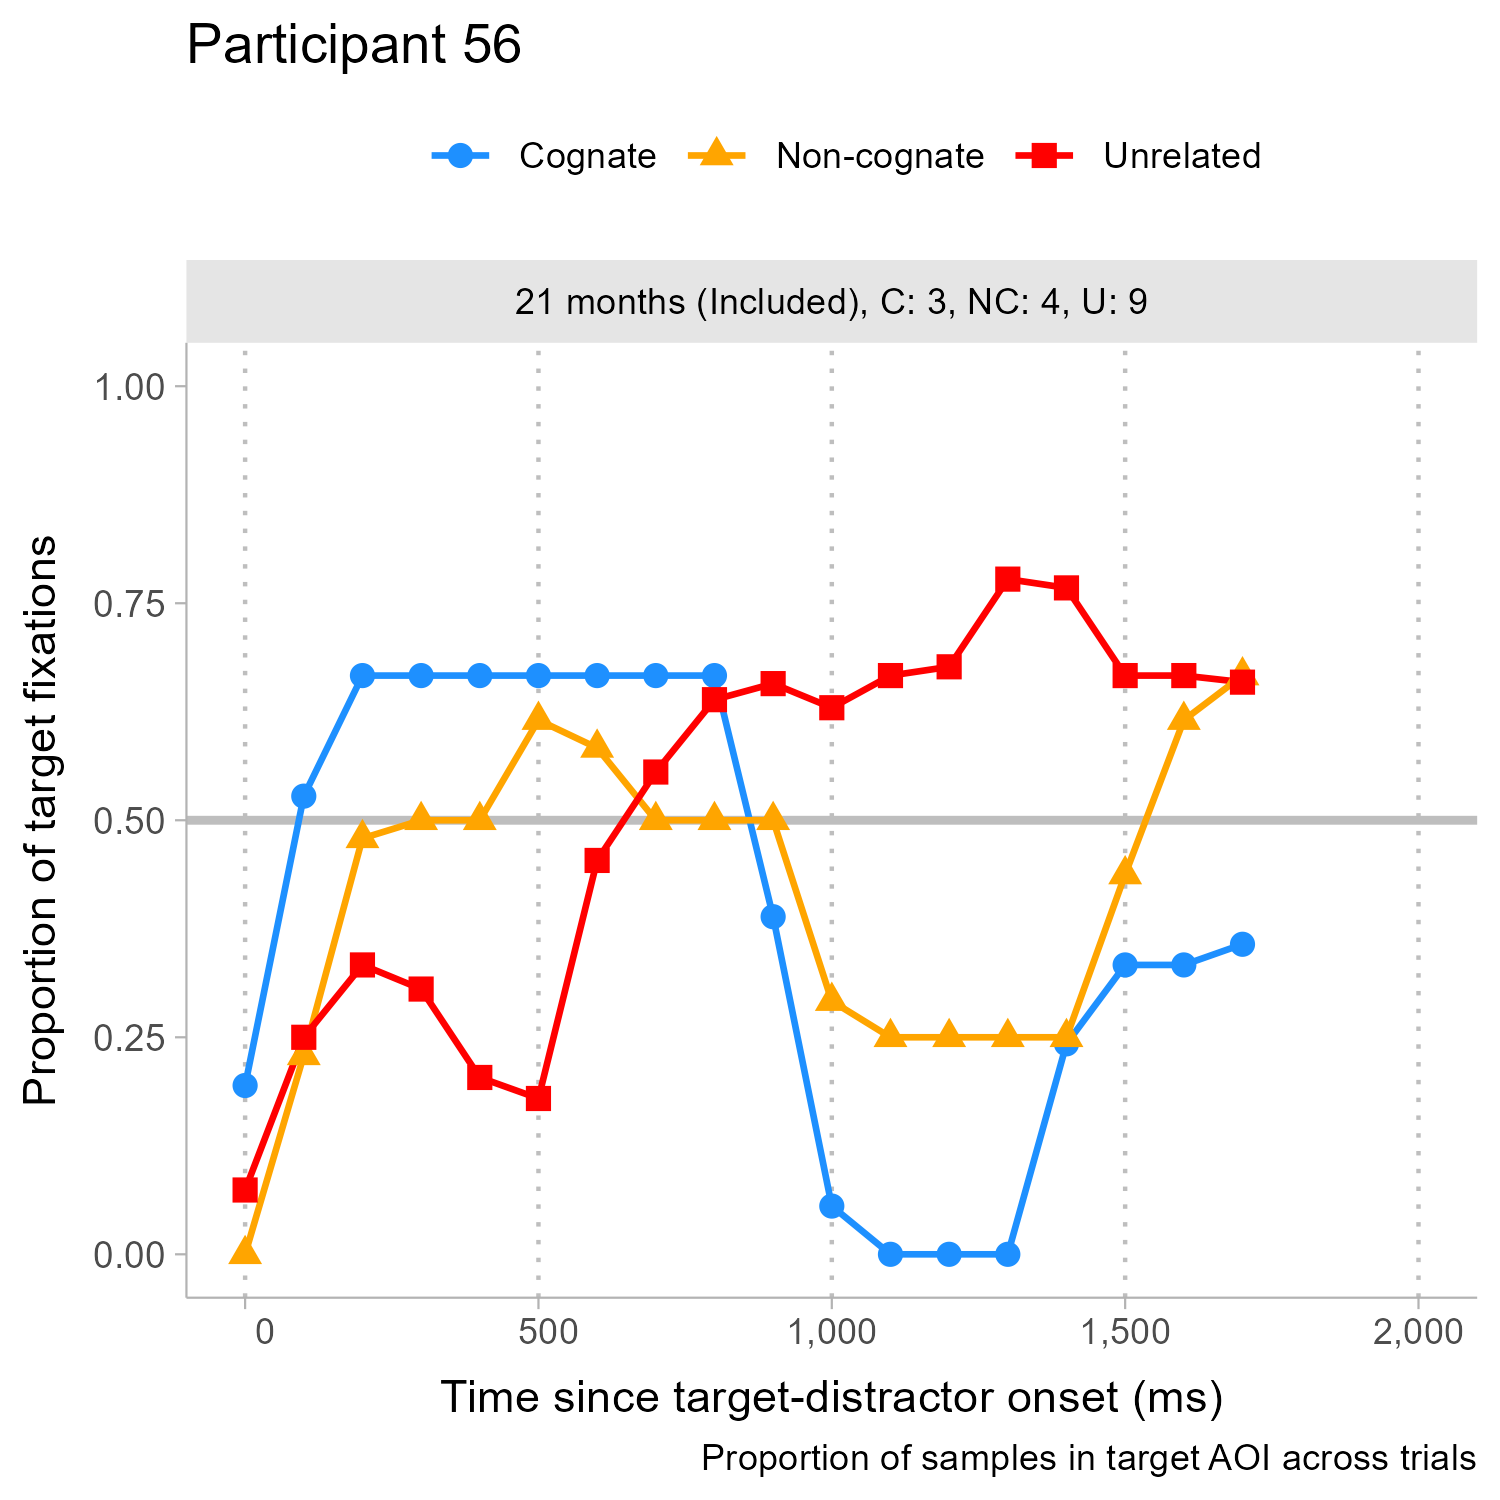 Participant 56
Cognate Non-cognate Unrelated
21 months (Included), C: 3, NC: 4, U: 9
1.00
0.75
0.50
0.25
0.00
Proportion of target fixations
0 500 1,000 1,500 2,000
Time since target-distractor onset (ms)
Proportion of samples in target AOI across trials